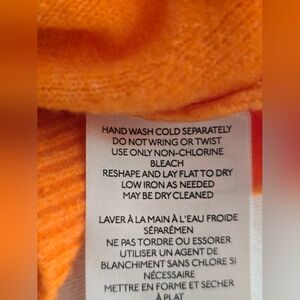 HAND WASH COLD SEPARATELY
DO NOT WRING OR TWIST
USE ONLY NON-CHLORINE
BLEACH
RESHAPE AND LAY FLAT TO DRY
LOW IRON AS NEEDED
MAY BE DRY CLEANED
LAVER À LA MAIN À L'EAU FROIDE
SÉPARÉMEN
NE PAS TORDRE OU ESSORER
UTILISER UN AGENT DE
BLANCHIMENT SANS CHLORE SI
NÉCESSAIRE
METTRE EN FORME ET SÉCHER
À PLAT